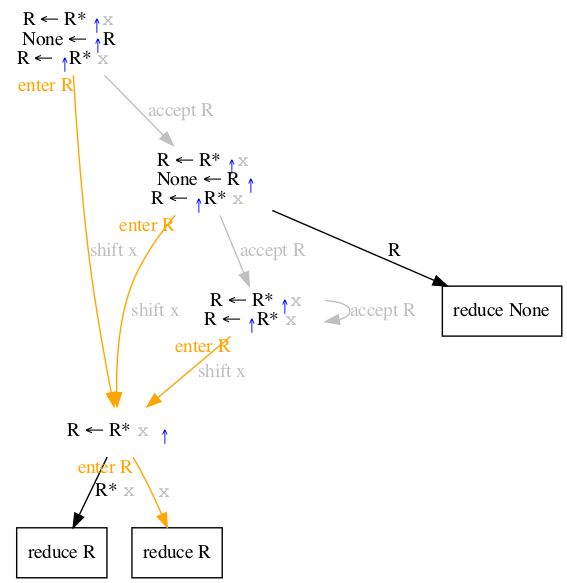 R ← R* ↑x
None ← ↑R
R ← ↑R* x
enter R
accept R
R ← R* ↑x
None ← R ↑
R ← ↑R* x
enter R
shift x
accept R
R
R ← R* ↑x
R ← ↑R* x
accept R
shift x
reduce None
enter R
shift x
R ← R* x ↑
enter R
R* x
x
reduce R
reduce R